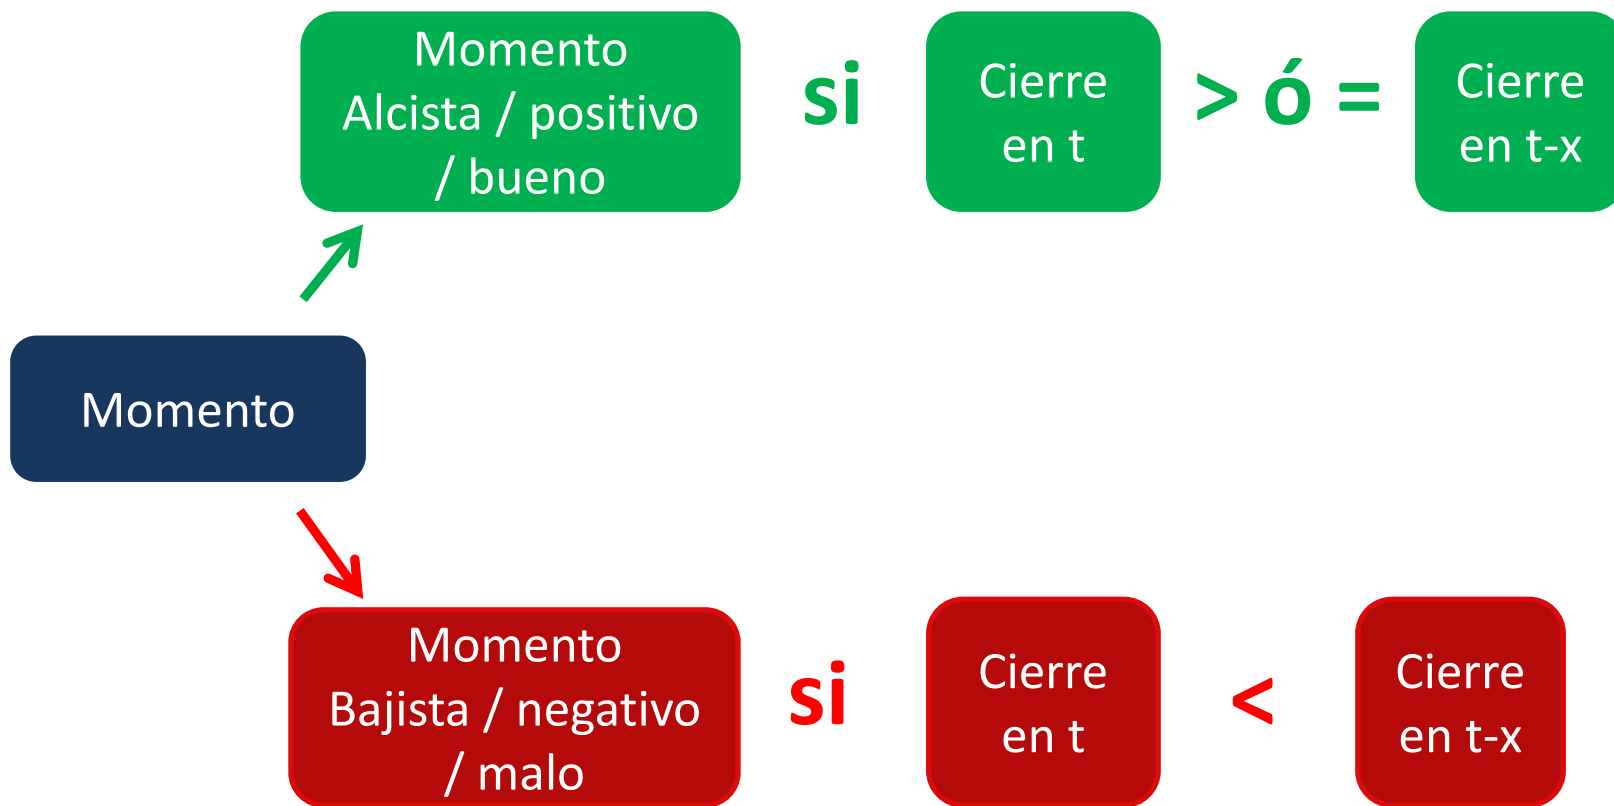 Momento
Alcista / positivo
/ bueno
si
Cierre
en t
> ó =
Cierre
en t-x
Momento
Momento
Bajista / negativo
/ malo
si
Cierre
en t
<
Cierre
en t-x